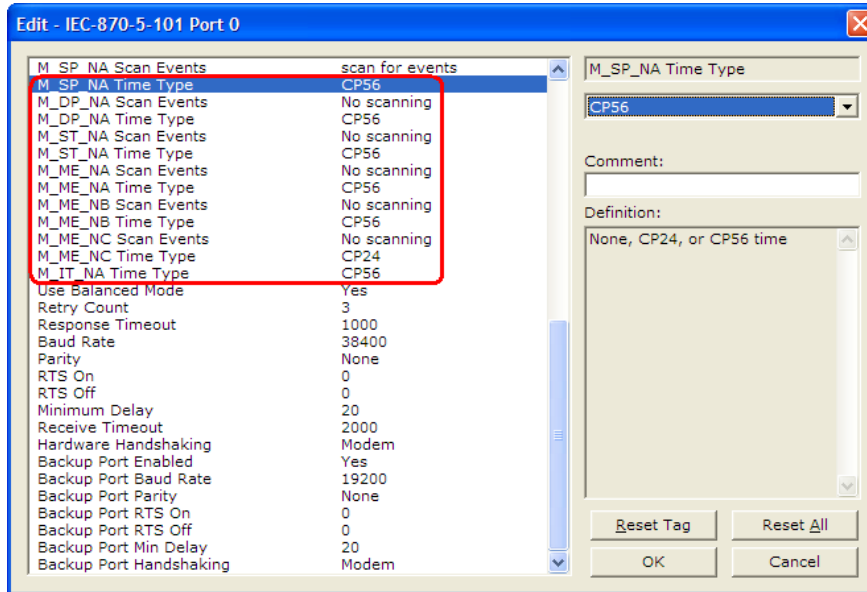 Edit - IEC-870-5-101 Port 0
M_SP_NA Scan Events scan for events
M_SP_NA Time Type CP56
M_DP_NA Scan Events No scanning
M_DP_NA Time Type CP56
M_ST_NA Scan Events No scanning
M_ST_NA Time Type CP56
M_ME_NA Scan Events No scanning
M_ME_NA Time Type CP56
M_ME_NB Scan Events No scanning
M_ME_NB Time Type CP56
M_ME_NC Scan Events No scanning
M_ME_NC Time Type CP24
M_IT_NA Time Type CP56
Use Balanced Mode Yes
Retry Count 3
Response Timeout 1000
Baud Rate 38400
Parity None
RTS On 0
RTS Off 0
Minimum Delay 20
Receive Timeout 2000
Hardware Handshaking Modem
Backup Port Enabled Yes
Backup Port Baud Rate 19200
Backup Port Parity None
Backup Port RTS On 0
Backup Port RTS Off 0
Backup Port Min Delay 20
Backup Port Handshaking Modem
M_SP_NA Time Type
CP56
Comment:
Definition:
None, CP24, or CP56 time
Reset Tag Reset All
OK Cancel